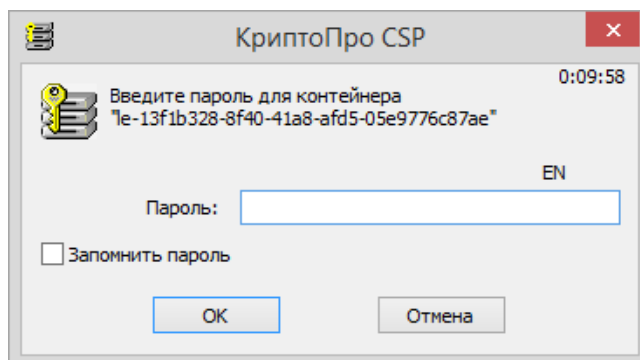 КриптоПро CSP
0:09:58
Введите пароль для контейнера
"le-13f1b328-8f40-41a8-afd5-05e9776c87ae"
EN
Пароль:
Запомнить пароль
ОК
Отмена